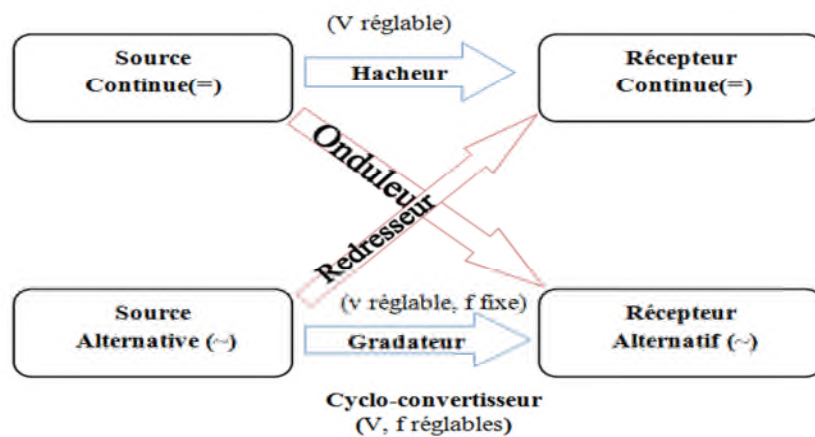 (V réglable)
Source
Continue(=)
Hacheur
Récepteur
Continue(=)
Onduleur
Redresseur
Source
Alternative (~)
(v réglable, f fixe)
Gradateur
Récepteur
Alternatif (~)
Cyclo-convertisseur
(V, f réglables)